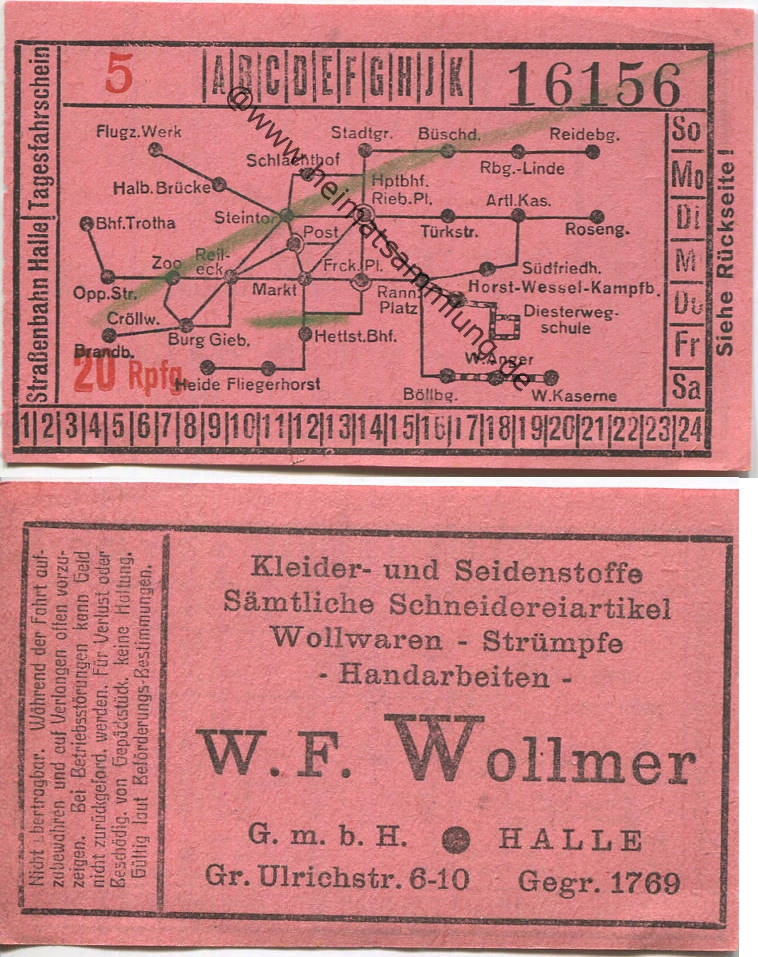 5
A B C D E F G H J K
16156
Straßenbahn Halle! Tagesfahrschein
Flugz.Werk
Stadtgr.
Büschd.
Reidebg.
Schlachthof
Rbg.-Linde
Halb. Brücke
Hptbhf.
Rieb. Pl.
Artl. Kas.
Bhf. Trotha
Steintor
Post
Türkstr.
Roseng.
Zoo
Reil-
eck
Frck. Pl.
Südfriedh.
Opp. Str.
Markt
Rann.
Platz
Horst-Wessel-Kampfb.
Cröllw.
Diesterweg-
schule
Brandb.
Burg Gieb.
Hettst. Bhf.
W. Anger
20 Rpfg.
Heide Fliegerhorst
Böllbg.
W. Kaserne
So
Mo
Di
M
Do
Fr
Sa
Siehe Rückseite!
1 2 3 4 5 6 7 8 9 10 11 12 13 14 15 16 17 18 19 20 21 22 23 24
@www.heimatsammlung.de
Nicht übertragbar. Während der Fahrt auf-
zubewahren und auf Verlangen offen vorzu-
zeigen. Bei Betriebsstörungen kann Geld
nicht zurückgeford. werden. Für Verlust oder
Beschädig. von Gepäckstück. keine Haftung.
Gültig laut Beförderungs-Bestimmungen.
Kleider- und Seidenstoffe
Sämtliche Schneidereiartikel
Wollwaren - Strümpfe
- Handarbeiten -
W. F. Wollmer
G. m. b. H. ● HALLE
Gr. Ulrichstr. 6-10 Gegr. 1769